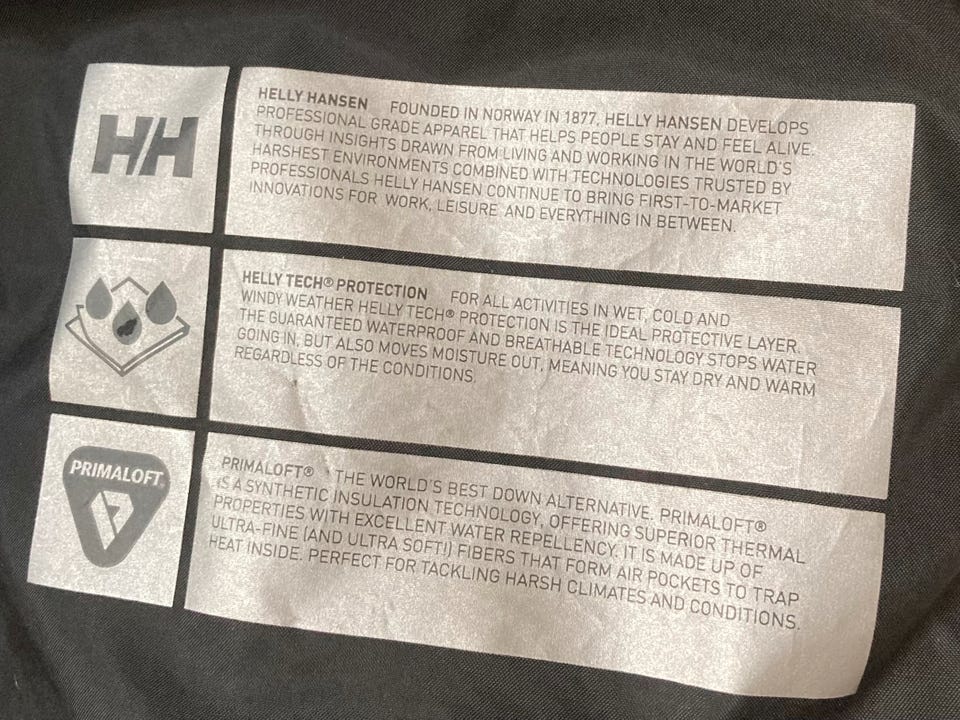 H/H
HELLY HANSEN FOUNDED IN NORWAY IN 1877, HELLY HANSEN DEVELOPS
PROFESSIONAL GRADE APPAREL THAT HELPS PEOPLE STAY AND FEEL ALIVE.
THROUGH INSIGHTS DRAWN FROM LIVING AND WORKING IN THE WORLD'S
HARSHEST ENVIRONMENTS COMBINED WITH TECHNOLOGIES TRUSTED BY
PROFESSIONALS HELLY HANSEN CONTINUE TO BRING FIRST-TO-MARKET
INNOVATIONS FOR WORK, LEISURE AND EVERYTHING IN BETWEEN.
HELLY TECH® PROTECTION FOR ALL ACTIVITIES IN WET, COLD AND
WINDY WEATHER HELLY TECH® PROTECTION IS THE IDEAL PROTECTIVE LAYER.
THE GUARANTEED WATERPROOF AND BREATHABLE TECHNOLOGY STOPS WATER
GOING IN, BUT ALSO MOVES MOISTURE OUT, MEANING YOU STAY DRY AND WARM
REGARDLESS OF THE CONDITIONS.
PRIMALOFT
PRIMALOFT® THE WORLD'S BEST DOWN ALTERNATIVE. PRIMALOFT®
IS A SYNTHETIC INSULATION TECHNOLOGY, OFFERING SUPERIOR THERMAL
PROPERTIES WITH EXCELLENT WATER REPELLENCY. IT IS MADE UP OF
ULTRA-FINE (AND ULTRA SOFT!) FIBERS THAT FORM AIR POCKETS TO TRAP
HEAT INSIDE. PERFECT FOR TACKLING HARSH CLIMATES AND CONDITIONS.